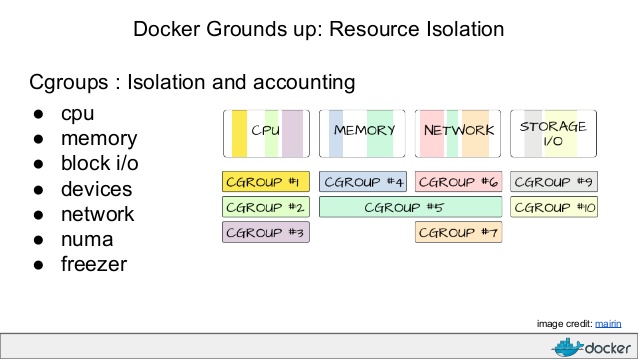 Docker Grounds up: Resource Isolation
Cgroups : Isolation and accounting
● cpu
● memory
● block i/o
● devices
● network
● numa
● freezer
CPU MEMORY NETWORK STORAGE I/O
CGROUP #1 CGROUP #4 CGROUP #6 CGROUP #9
CGROUP #2 CGROUP #5 CGROUP #10
CGROUP #3 CGROUP #7
image credit: mairin
docker